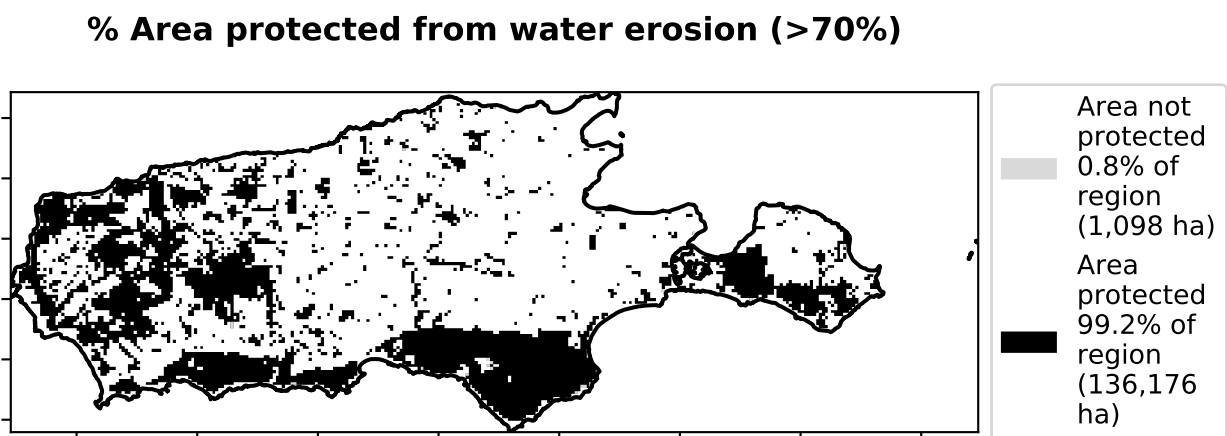 % Area protected from water erosion (>70%)
Area not
protected
0.8% of
region
(1,098 ha)
Area
protected
99.2% of
region
(136,176
ha)